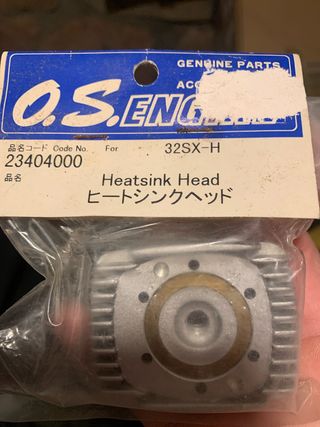 GENUINE PARTS
O.S. ENG
品名コード Code No. For 32SX-H
23404000
品名 Heatsink Head
ヒートシンクヘッド